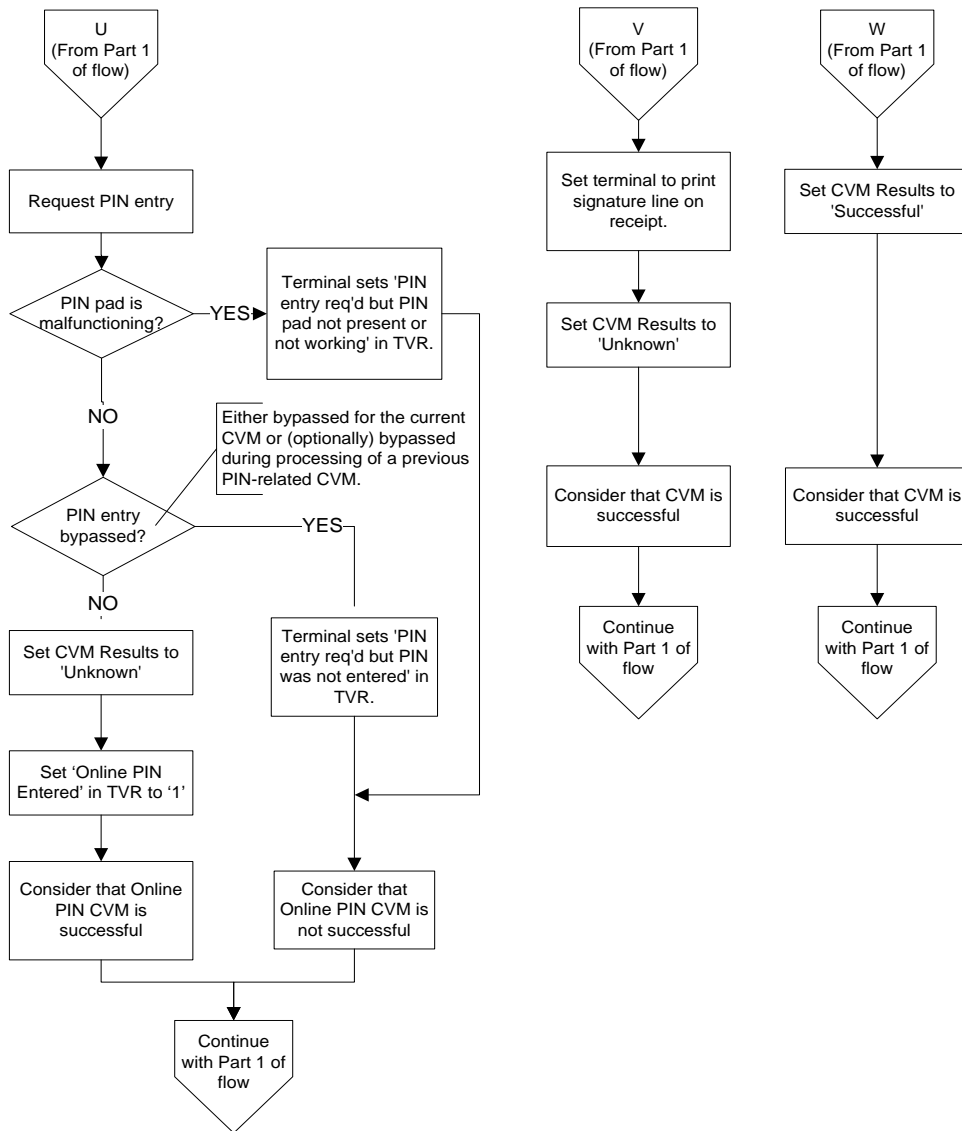 U
(From Part 1
of flow)
Request PIN entry
PIN pad is
malfunctioning?
YES
Terminal sets 'PIN
entry req'd but PIN
pad not present or
not working' in TVR.
NO
Either bypassed for the current
CVM or (optionally) bypassed
during processing of a previous
PIN-related CVM.
PIN entry
bypassed?
YES
NO
Set CVM Results to
'Unknown'
Terminal sets 'PIN
entry req'd but PIN
was not entered' in
TVR.
Set ‘Online PIN
Entered’ in TVR to ‘1’
Consider that Online
PIN CVM is
successful
Consider that
Online PIN CVM is
not successful
Continue
with Part 1 of
flow
V
(From Part 1
of flow)
Set terminal to print
signature line on
receipt.
Set CVM Results to
'Unknown'
Consider that CVM is
successful
Continue
with Part 1 of
flow
W
(From Part 1
of flow)
Set CVM Results to
'Successful'
Consider that CVM is
successful
Continue
with Part 1 of
flow